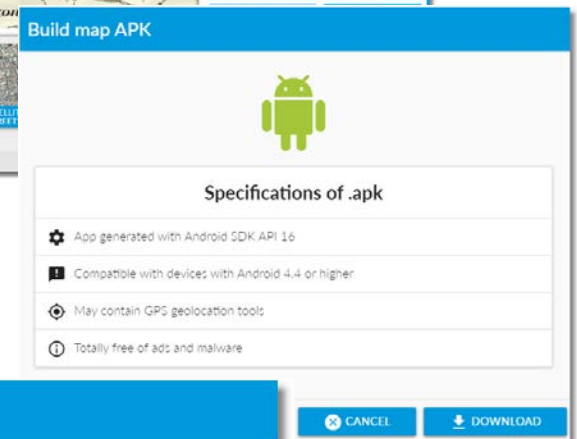 Build map APK
Specifications of .apk
App generated with Android SDK API 16
Compatible with devices with Android 4.4 or higher
May contain GPS geolocation tools
Totally free of ads and malware
CANCEL
DOWNLOAD